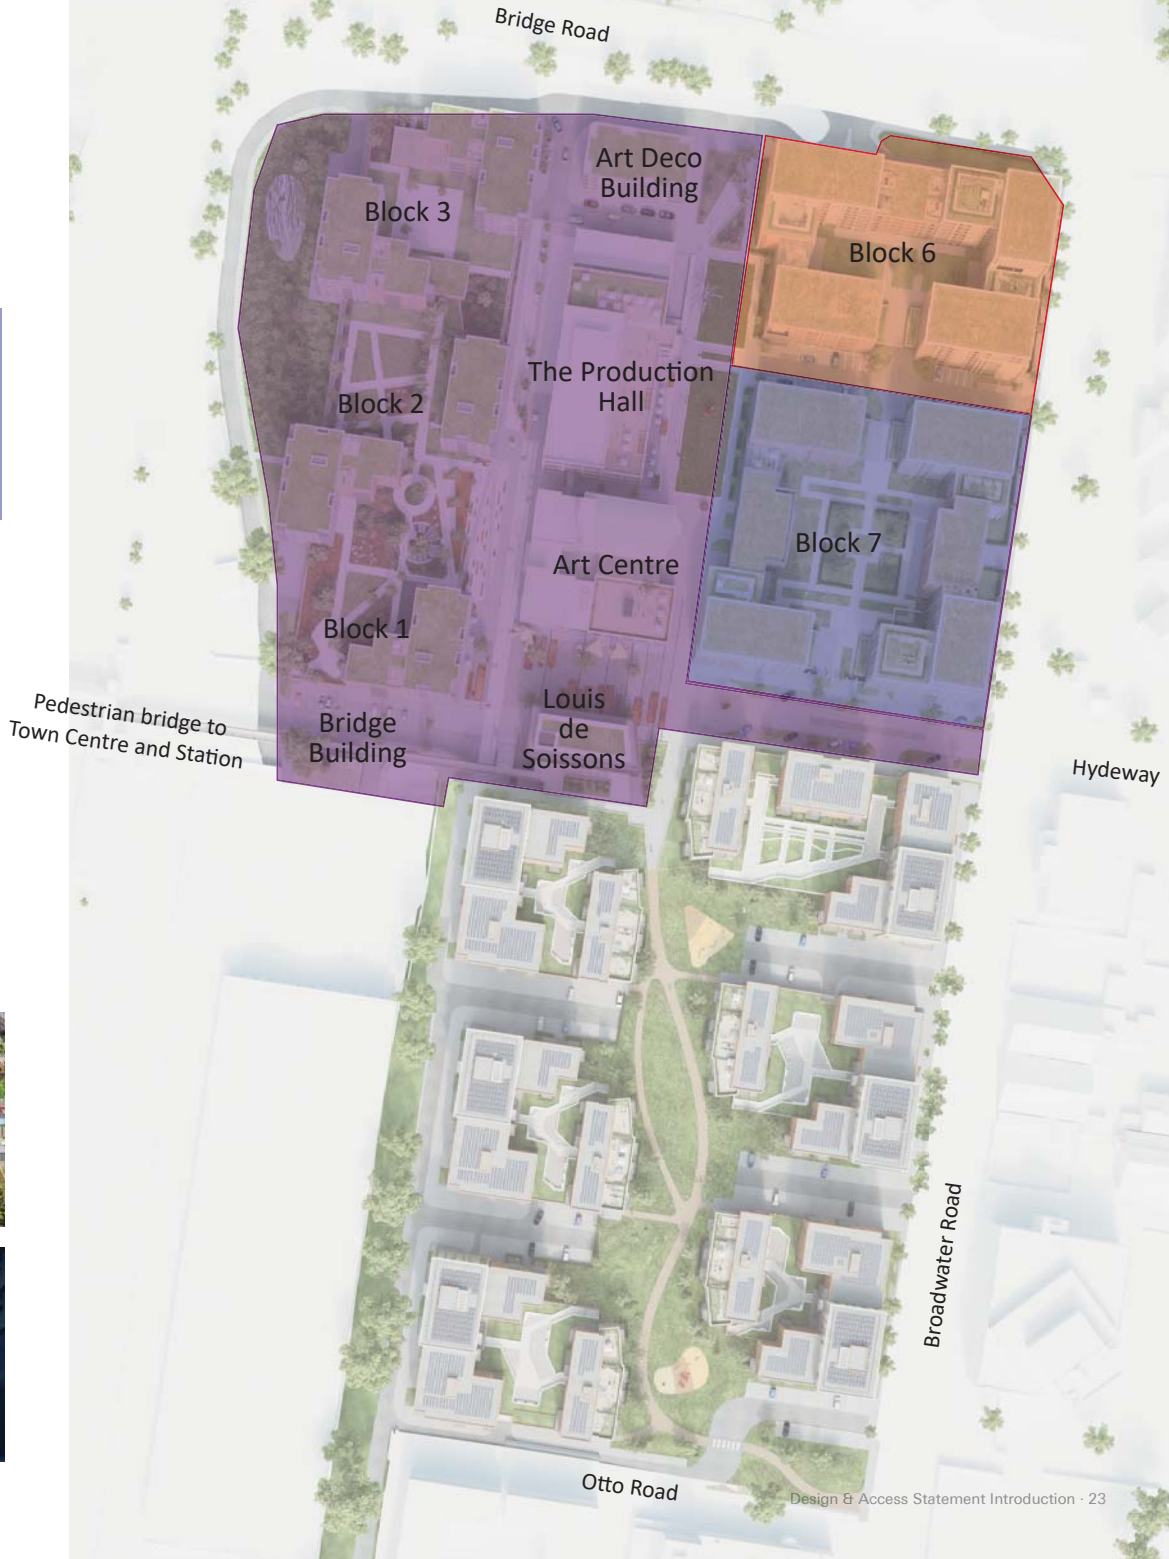 Bridge Road
Art Deco
Building
Block 3
Block 6
The Production
Hall
Block 2
Block 7
Art Centre
Block 1
Louis
de
Soissons
Pedestrian bridge to
Town Centre and Station
Bridge
Building
Hydeway
Broadwater Road
Otto Road
Design & Access Statement Introduction · 23